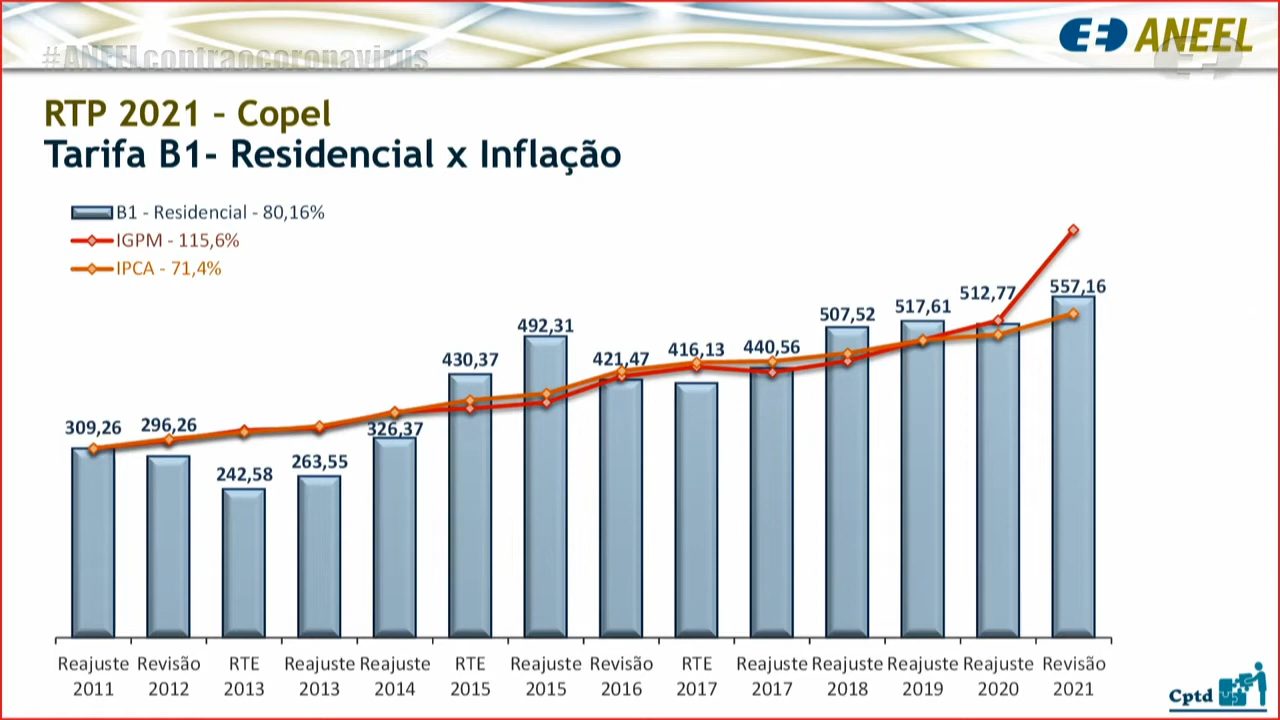 #ANEELcontraocoronavirus
ANEEL
RTP 2021 – Copel
Tarifa B1- Residencial x Inflação
B1 - Residencial - 80,16%
IGPM - 115,6%
IPCA - 71,4%
309,26
296,26
242,58
263,55
326,37
430,37
492,31
421,47
416,13
440,56
507,52
517,61
512,77
557,16
Reajuste 2011
Revisão 2012
RTE 2013
Reajuste 2013
Reajuste 2014
RTE 2015
Reajuste 2015
Revisão 2016
RTE 2017
Reajuste 2017
Reajuste 2018
Reajuste 2019
Reajuste 2020
Revisão 2021
Cptd